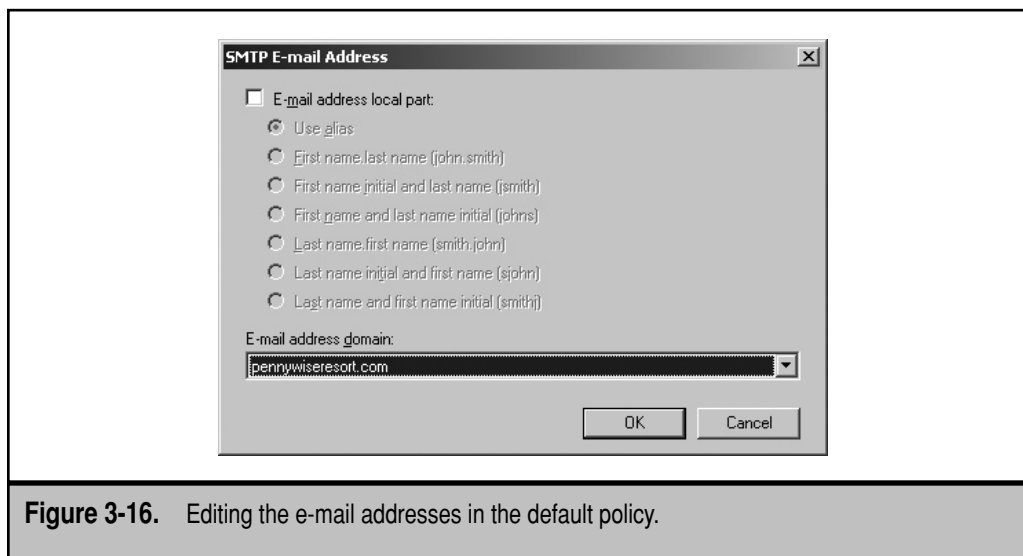 SMTP E-mail Address
E-mail address local part:
Use alias
First name.last name (john.smith)
First name initial and last name (jsmith)
First name and last name initial (johns)
Last name.first name (smith.john)
Last name initial and first name (sjohn)
Last name and first name initial (smithj)
E-mail address domain:
pennywiseresort.com
OK Cancel
Figure 3-16. Editing the e-mail addresses in the default policy.